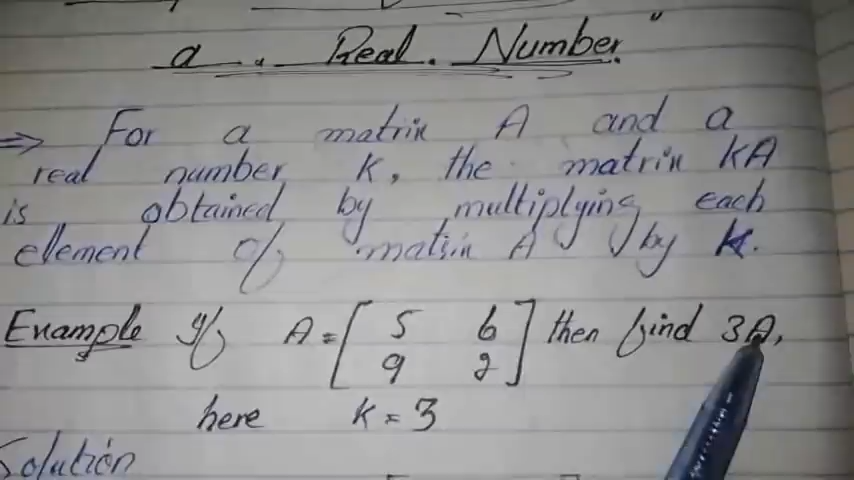 a . Real . Number."
⇒ For a matrix A and a
real number K, the matrix KA
is obtained by multiplying each
element of matrix A by K.
Example If A = [ 5 6 ] then find 3A,
9 2
here K = 3
Solution